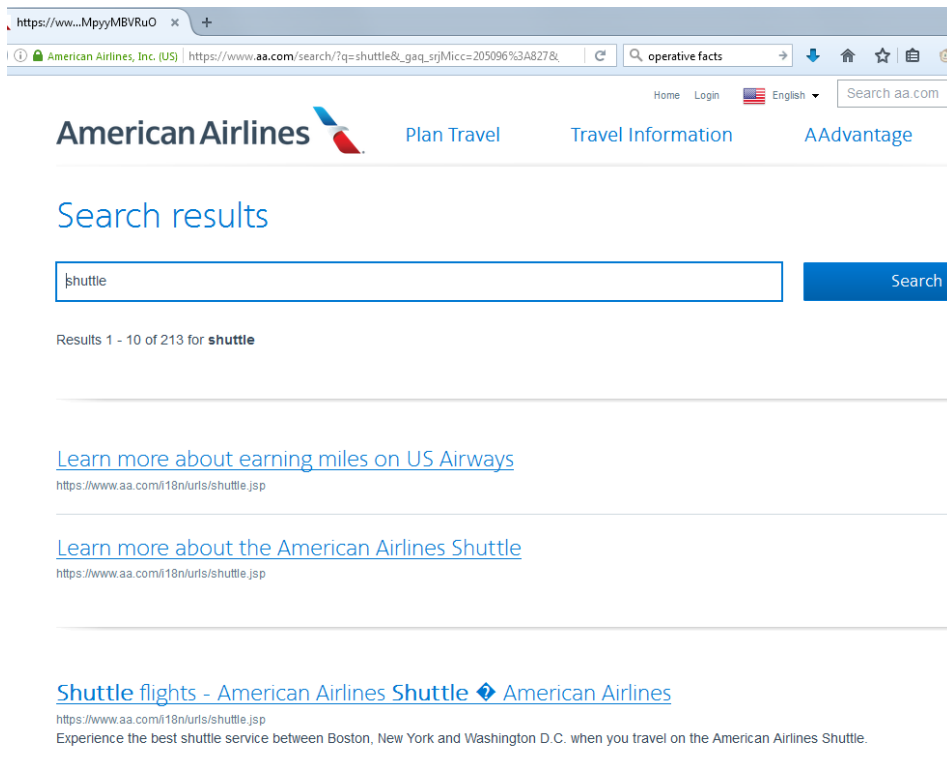 https://ww...MpyyMBVRuO × +
American Airlines, Inc. (US) https://www.aa.com/search/?q=shuttle&_gaq_srjMicc=205096%3A827& operative facts
Home Login English Search aa.com
American Airlines Plan Travel Travel Information AAdvantage
Search results
shuttle Search
Results 1 - 10 of 213 for shuttle
Learn more about earning miles on US Airways
https://www.aa.com/i18n/urls/shuttle.jsp
Learn more about the American Airlines Shuttle
https://www.aa.com/i18n/urls/shuttle.jsp
Shuttle flights - American Airlines Shuttle � American Airlines
https://www.aa.com/i18n/urls/shuttle.jsp
Experience the best shuttle service between Boston, New York and Washington D.C. when you travel on the American Airlines Shuttle.